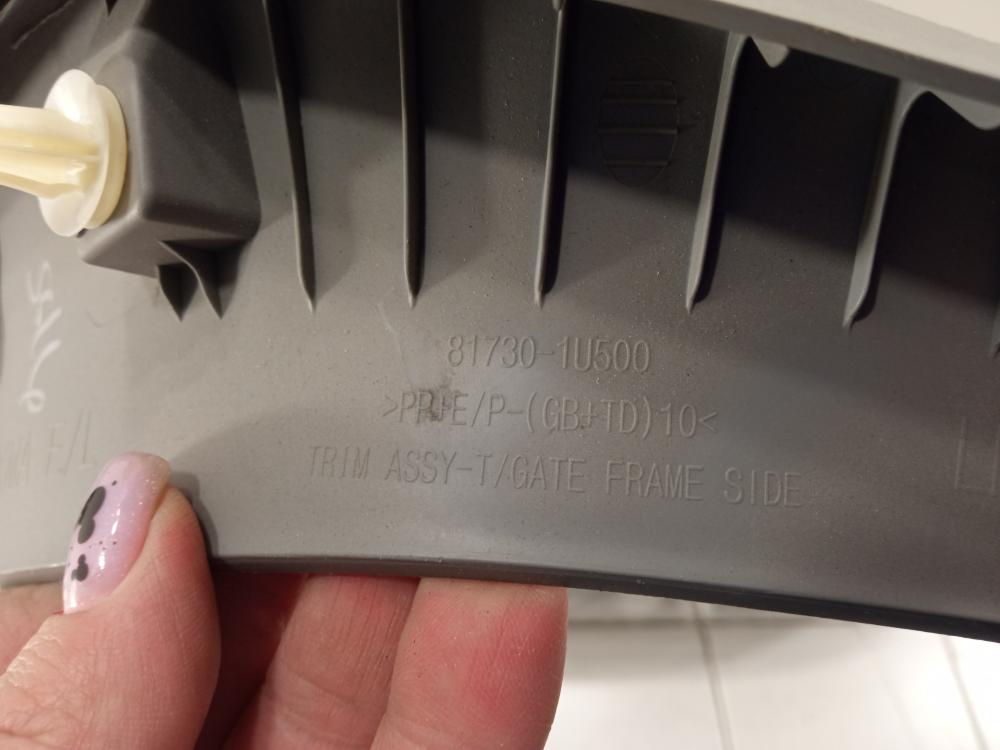 81730-1U500
>PP+E/P-(GB+TD)10<
TRIM ASSY-T/GATE FRAME SIDE
F/L